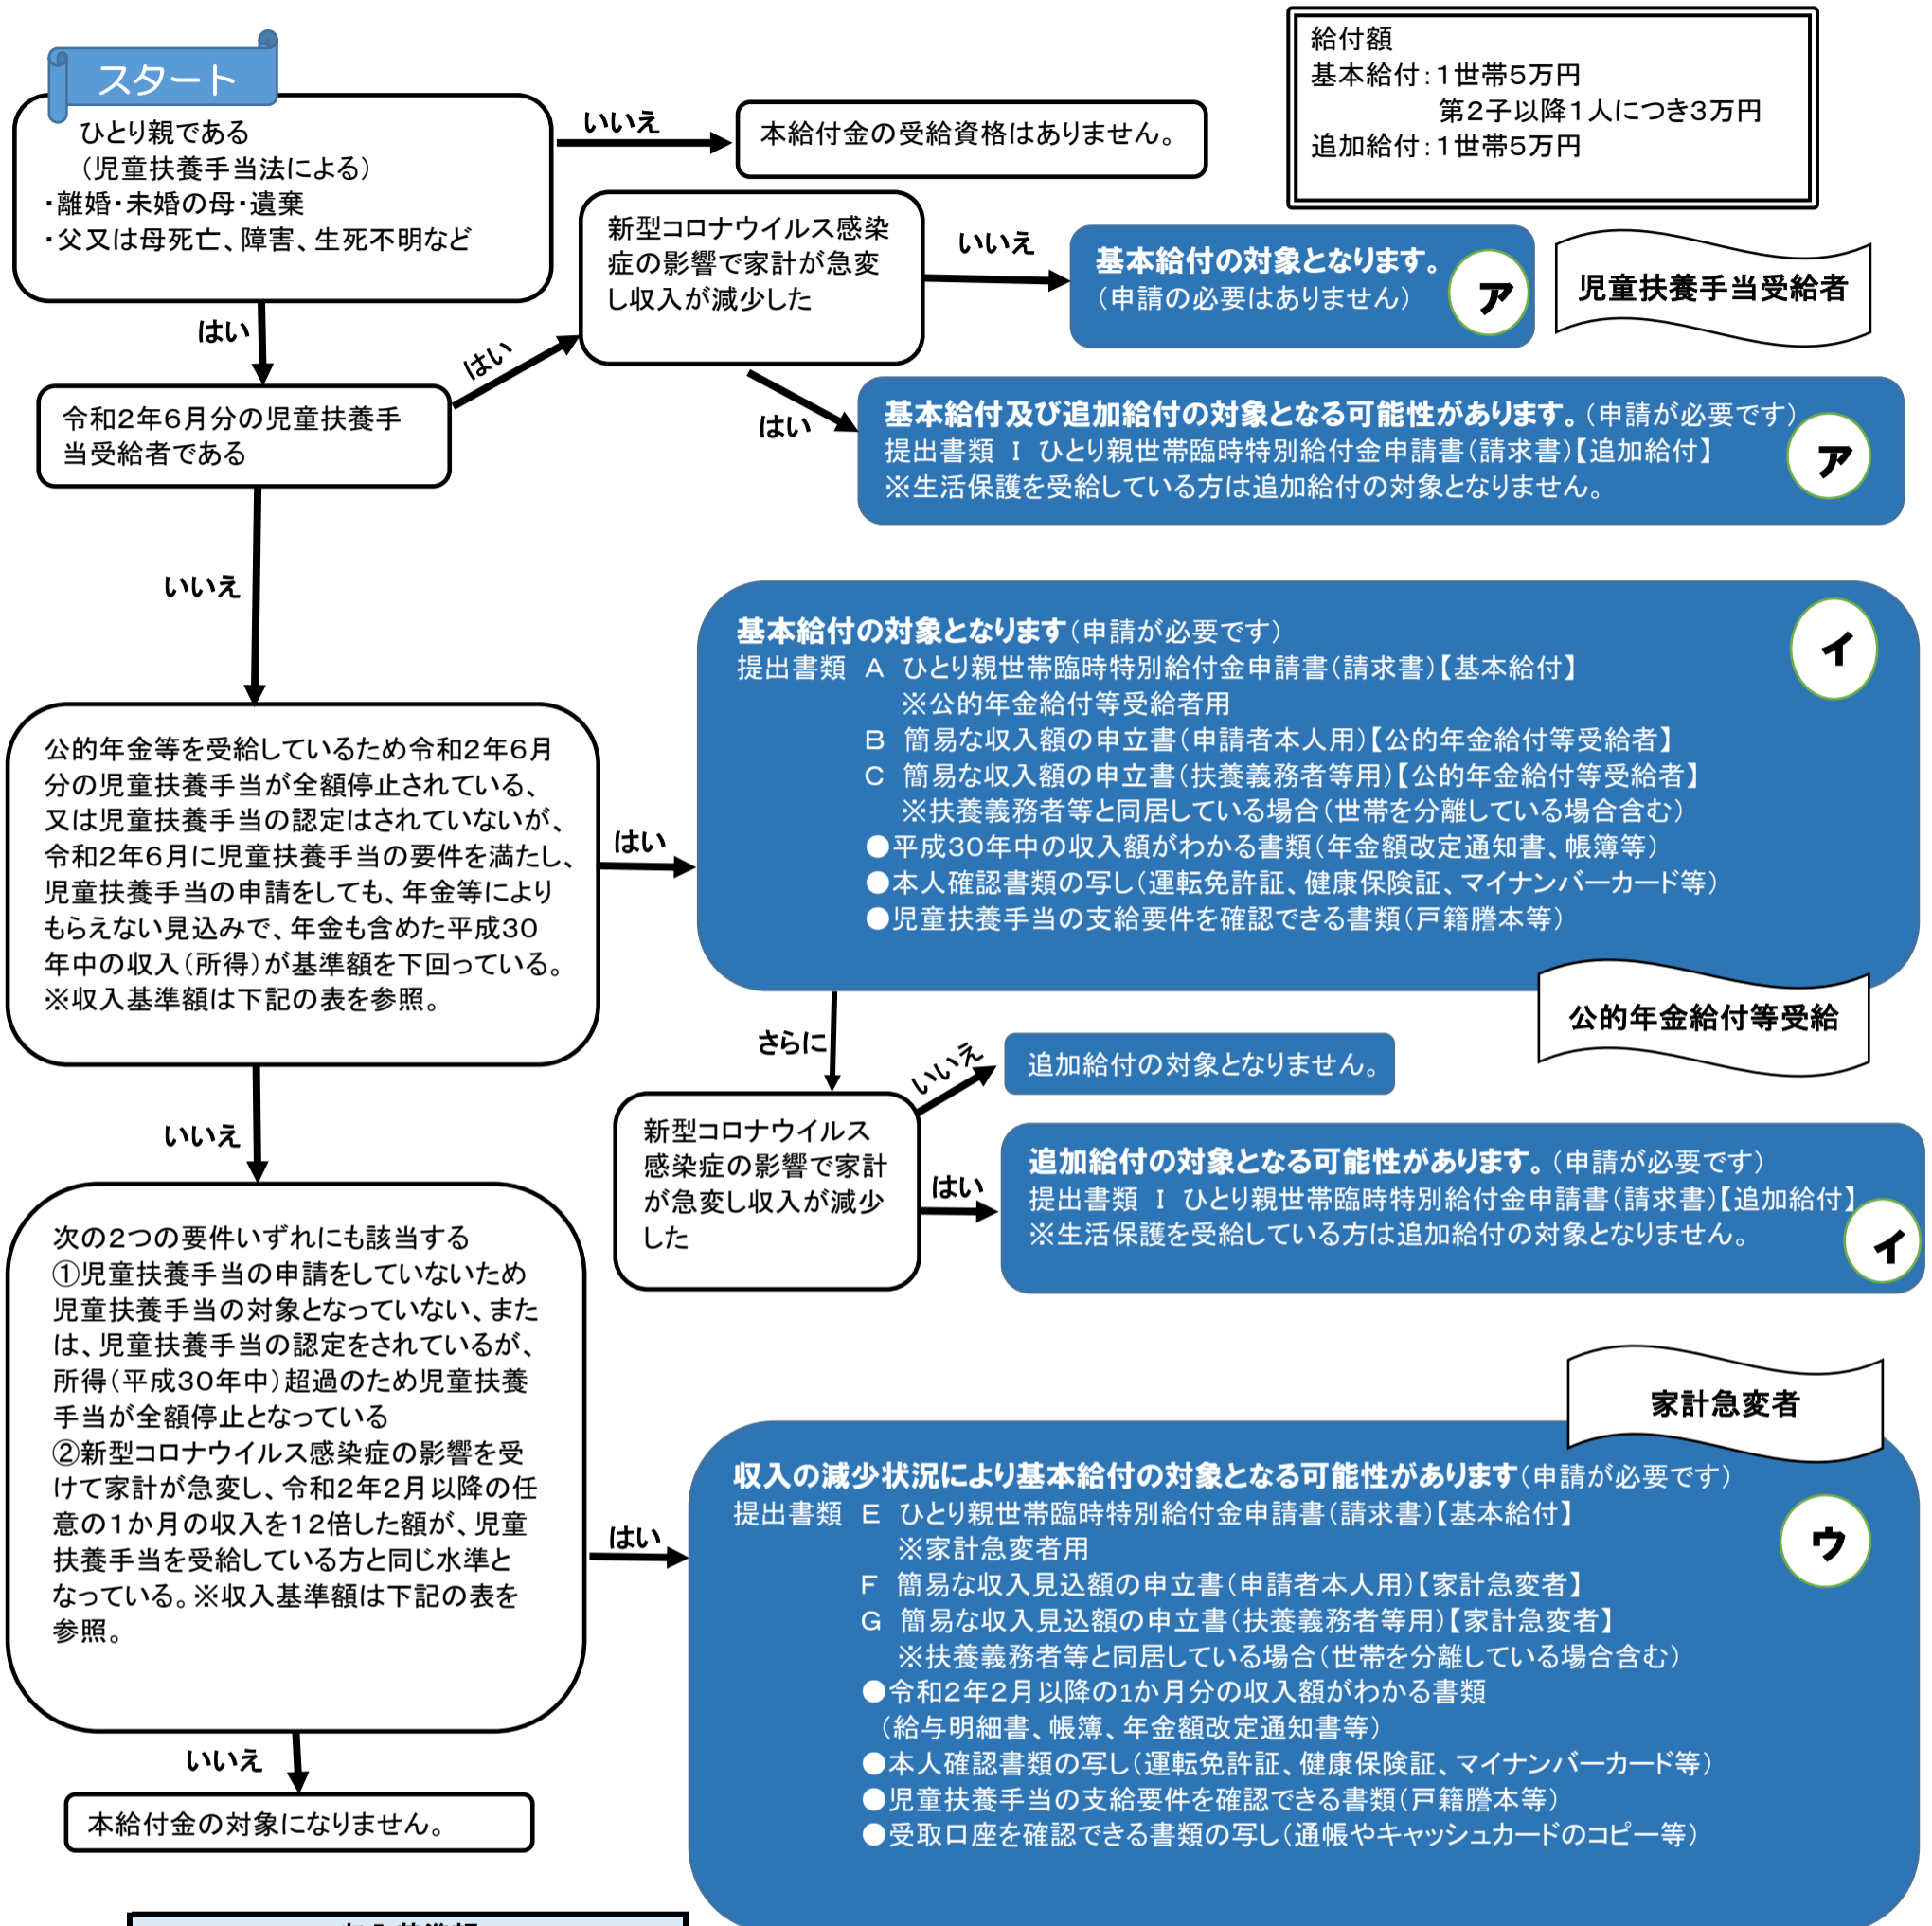 スタート
ひとり親である
（児童扶養手当法による）
・離婚・未婚の母・遺棄
・父又は母死亡、障害、生死不明など
いいえ
本給付金の受給資格はありません。
給付額
基本給付：１世帯５万円
第２子以降１人につき３万円
追加給付：１世帯５万円
はい
令和２年６月分の児童扶養手
当受給者である
はい
新型コロナウイルス感染
症の影響で家計が急変
し収入が減少した
いいえ
基本給付の対象となります。
（申請の必要はありません）
ア
児童扶養手当受給者
はい
基本給付及び追加給付の対象となる可能性があります。（申請が必要です）
提出書類　Ｉ　ひとり親世帯臨時特別給付金申請書（請求書）【追加給付】
※生活保護を受給している方は追加給付の対象となりません。
ア
いいえ
公的年金等を受給しているため令和２年６月
分の児童扶養手当が全額停止されている、
又は児童扶養手当の認定はされていないが、
令和２年６月に児童扶養手当の要件を満たし、
児童扶養手当の申請をしても、年金等により
もらえない見込みで、年金も含めた平成３０
年中の収入（所得）が基準額を下回っている。
※収入基準額は下記の表を参照。
はい
基本給付の対象となります（申請が必要です）
提出書類　Ａ　ひとり親世帯臨時特別給付金申請書（請求書）【基本給付】
※公的年金給付等受給者用
Ｂ　簡易な収入額の申立書（申請者本人用）【公的年金給付等受給者】
Ｃ　簡易な収入額の申立書（扶養義務者等用）【公的年金給付等受給者】
※扶養義務者等と同居している場合（世帯を分離している場合含む）
●平成３０年中の収入額がわかる書類（年金額改定通知書、帳簿等）
●本人確認書類の写し（運転免許証、健康保険証、マイナンバーカード等）
●児童扶養手当の支給要件を確認できる書類（戸籍謄本等）
イ
公的年金給付等受給
さらに
新型コロナウイルス
感染症の影響で家計
が急変し収入が減少
した
いいえ
追加給付の対象となりません。
はい
追加給付の対象となる可能性があります。（申請が必要です）
提出書類　Ｉ　ひとり親世帯臨時特別給付金申請書（請求書）【追加給付】
※生活保護を受給している方は追加給付の対象となりません。
イ
いいえ
次の２つの要件いずれにも該当する
①児童扶養手当の申請をしていないため
児童扶養手当の対象となっていない、また
は、児童扶養手当の認定をされているが、
所得（平成３０年中）超過のため児童扶養
手当が全額停止となっている
②新型コロナウイルス感染症の影響を受
けて家計が急変し、令和２年２月以降の任
意の１か月の収入を１２倍した額が、児童
扶養手当を受給している方と同じ水準と
なっている。※収入基準額は下記の表を
参照。
はい
家計急変者
収入の減少状況により基本給付の対象となる可能性があります（申請が必要です）
提出書類　Ｅ　ひとり親世帯臨時特別給付金申請書（請求書）【基本給付】
※家計急変者用
Ｆ　簡易な収入見込額の申立書（申請者本人用）【家計急変者】
Ｇ　簡易な収入見込額の申立書（扶養義務者等用）【家計急変者】
※扶養義務者等と同居している場合（世帯を分離している場合含む）
●令和２年２月以降の1か月分の収入額がわかる書類
（給与明細書、帳簿、年金額改定通知書等）
●本人確認書類の写し（運転免許証、健康保険証、マイナンバーカード等）
●児童扶養手当の支給要件を確認できる書類（戸籍謄本等）
●受取口座を確認できる書類の写し（通帳やキャッシュカードのコピー等）
ウ
いいえ
本給付金の対象になりません。